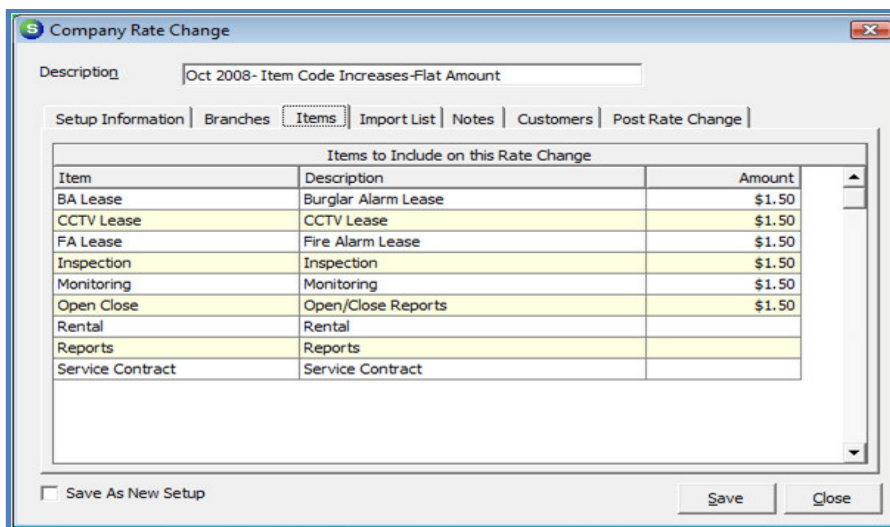 S Company Rate Change
Description Oct 2008- Item Code Increases-Flat Amount
Setup Information Branches Items Import List Notes Customers Post Rate Change
Items to Include on this Rate Change
Item Description Amount
BA Lease Burglar Alarm Lease $1.50
CCTV Lease CCTV Lease $1.50
FA Lease Fire Alarm Lease $1.50
Inspection Inspection $1.50
Monitoring Monitoring $1.50
Open Close Open/Close Reports $1.50
Rental Rental
Reports Reports
Service Contract Service Contract
Save As New Setup Save Close